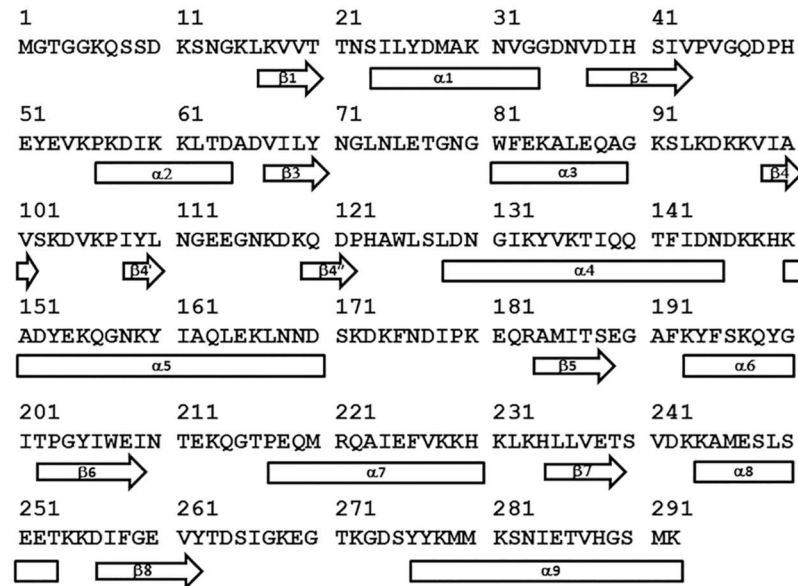 1 11 21 31 41
MGTGGKQSSD KSNGKLKVVT TNSILYDMAK NVGGDNVDIH SIVPVGQDPH
β1 α1 β2
51 61 71 81 91
EYEVKPKDIK KLTDADVILY NGLNLETGNG WFEKALEQAG KSLKDKKVIA
α2 β3 α3 β4
101 111 121 131 141
VSKDVKPIYL NGEEGNKDKQ DPHAWLSLDN GIKYVKTIQQ TFIDNDKKHK
β4' β4" α4
151 161 171 181 191
ADYEKQGNKY IAQLEKLNND SKDKFNDIPK EQRAMITSEG AFKYFSKQYG
α5 β5 α6
201 211 221 231 241
ITPGYIWEIN TEKQGTPEQM RQAIEFVKKH KLKHLLVETS VDKKAMESLS
β6 α7 β7 α8
251 261 271 281 291
EETKKDIFGE VYTDSIGKEG TKGDSYYKMM KSNIETVHGS MK
β8 α9